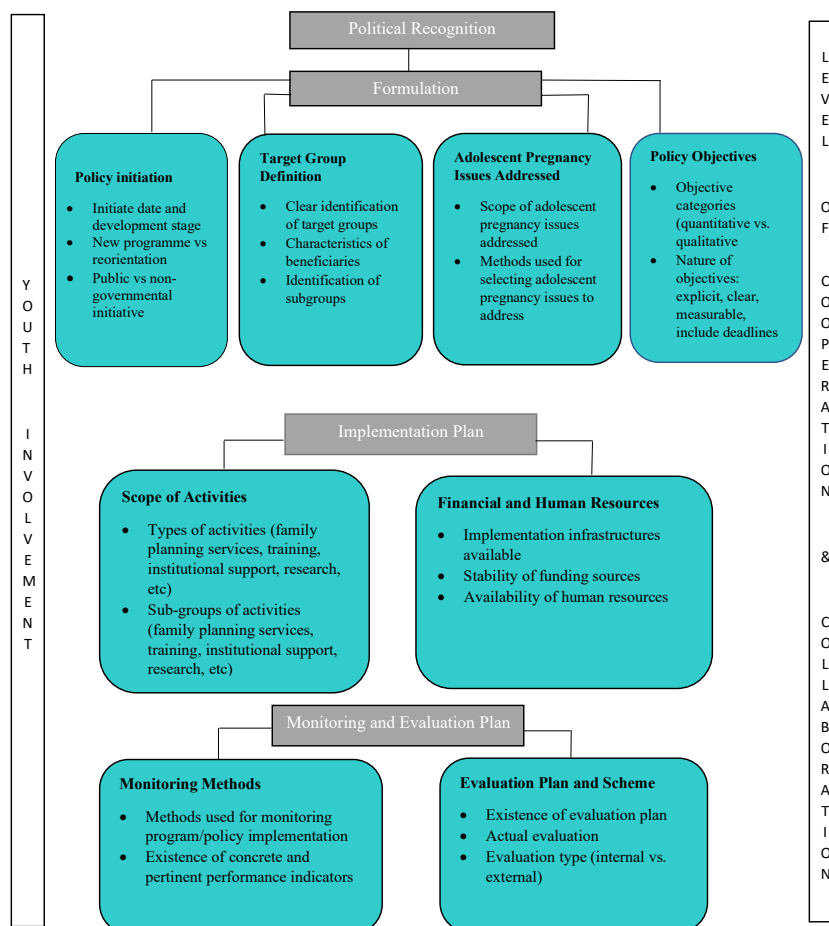 Political Recognition
Formulation
Policy initiation
• Initiate date and
development stage
• New programme vs
reorientation
• Public vs non-
governmental
initiative
Target Group
Definition
• Clear identification
of target groups
• Characteristics of
beneficiaries
• Identification of
subgroups
Adolescent Pregnancy
Issues Addressed
• Scope of adolescent
pregnancy issues
addressed
• Methods used for
selecting adolescent
pregnancy issues to
address
Policy Objectives
• Objective
categories
(quantitative vs.
qualitative
• Nature of
objectives:
explicit, clear,
measurable,
include deadlines
Implementation Plan
Scope of Activities
• Types of activities (family
planning services, training,
institutional support, research,
etc)
• Sub-groups of activities
(family planning services,
training, institutional support,
research, etc)
Financial and Human Resources
• Implementation infrastructures
available
• Stability of funding sources
• Availability of human resources
Monitoring and Evaluation Plan
Monitoring Methods
• Methods used for monitoring
program/policy implementation
• Existence of concrete and
pertinent performance indicators
Evaluation Plan and Scheme
• Existence of evaluation plan
• Actual evaluation
• Evaluation type (internal vs.
external)
YOUTH INVOLVEMENT
LEVEL OF COOPERATION & COLLABORATION